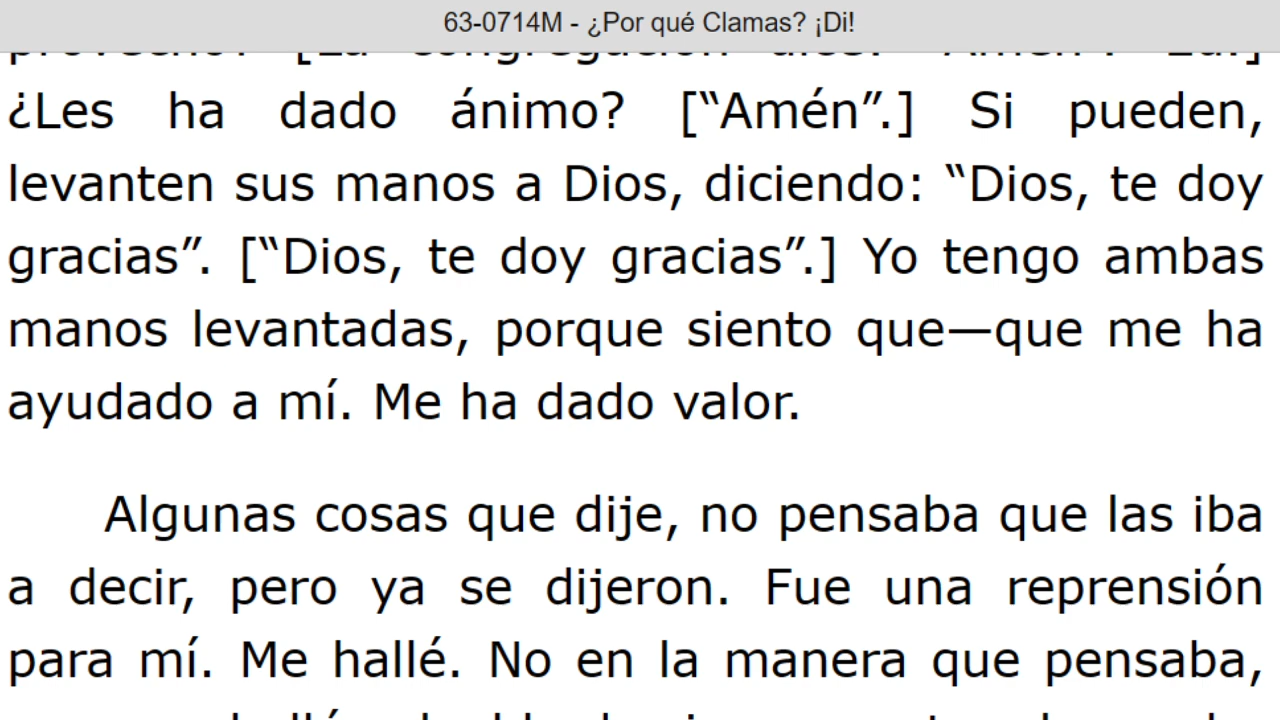 63-0714M - ¿Por qué Clamas? ¡Di!
¿Les ha dado ánimo? [“Amén”.] Si pueden,
levanten sus manos a Dios, diciendo: “Dios, te doy
gracias”. [“Dios, te doy gracias”.] Yo tengo ambas
manos levantadas, porque siento que—que me ha
ayudado a mí. Me ha dado valor.
Algunas cosas que dije, no pensaba que las iba
a decir, pero ya se dijeron. Fue una reprensión
para mí. Me hallé. No en la manera que pensaba,